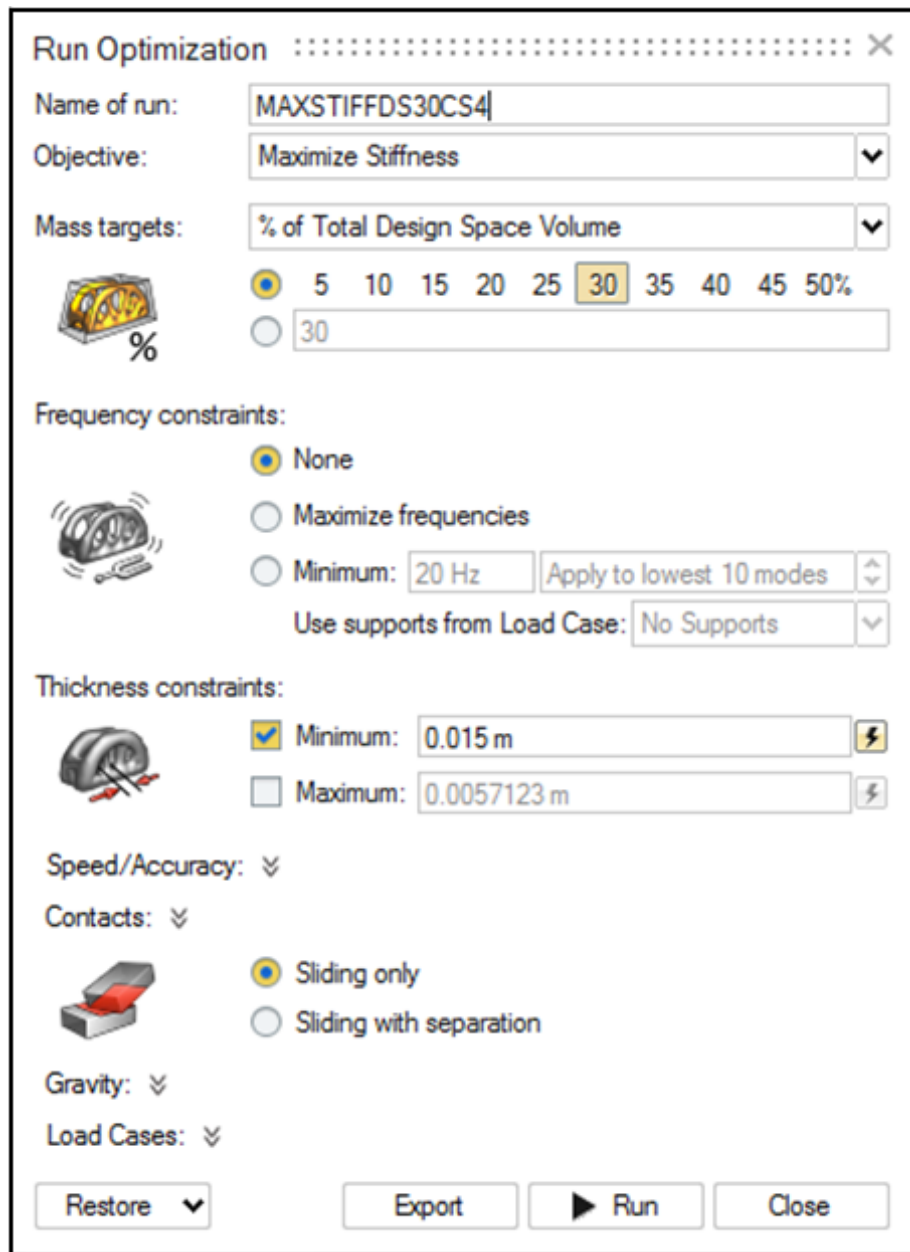 Run Optimization
Name of run: MAXSTIFFDS30CS4
Objective: Maximize Stiffness
Mass targets: % of Total Design Space Volume
5 10 15 20 25 30 35 40 45 50%
%
30
Frequency constraints:
None
Maximize frequencies
Minimum: 20 Hz Apply to lowest 10 modes
Use supports from Load Case: No Supports
Thickness constraints:
Minimum: 0.015 m
Maximum: 0.0057123 m
Speed/Accuracy:
Contacts:
Sliding only
Sliding with separation
Gravity:
Load Cases:
Restore Export Run Close